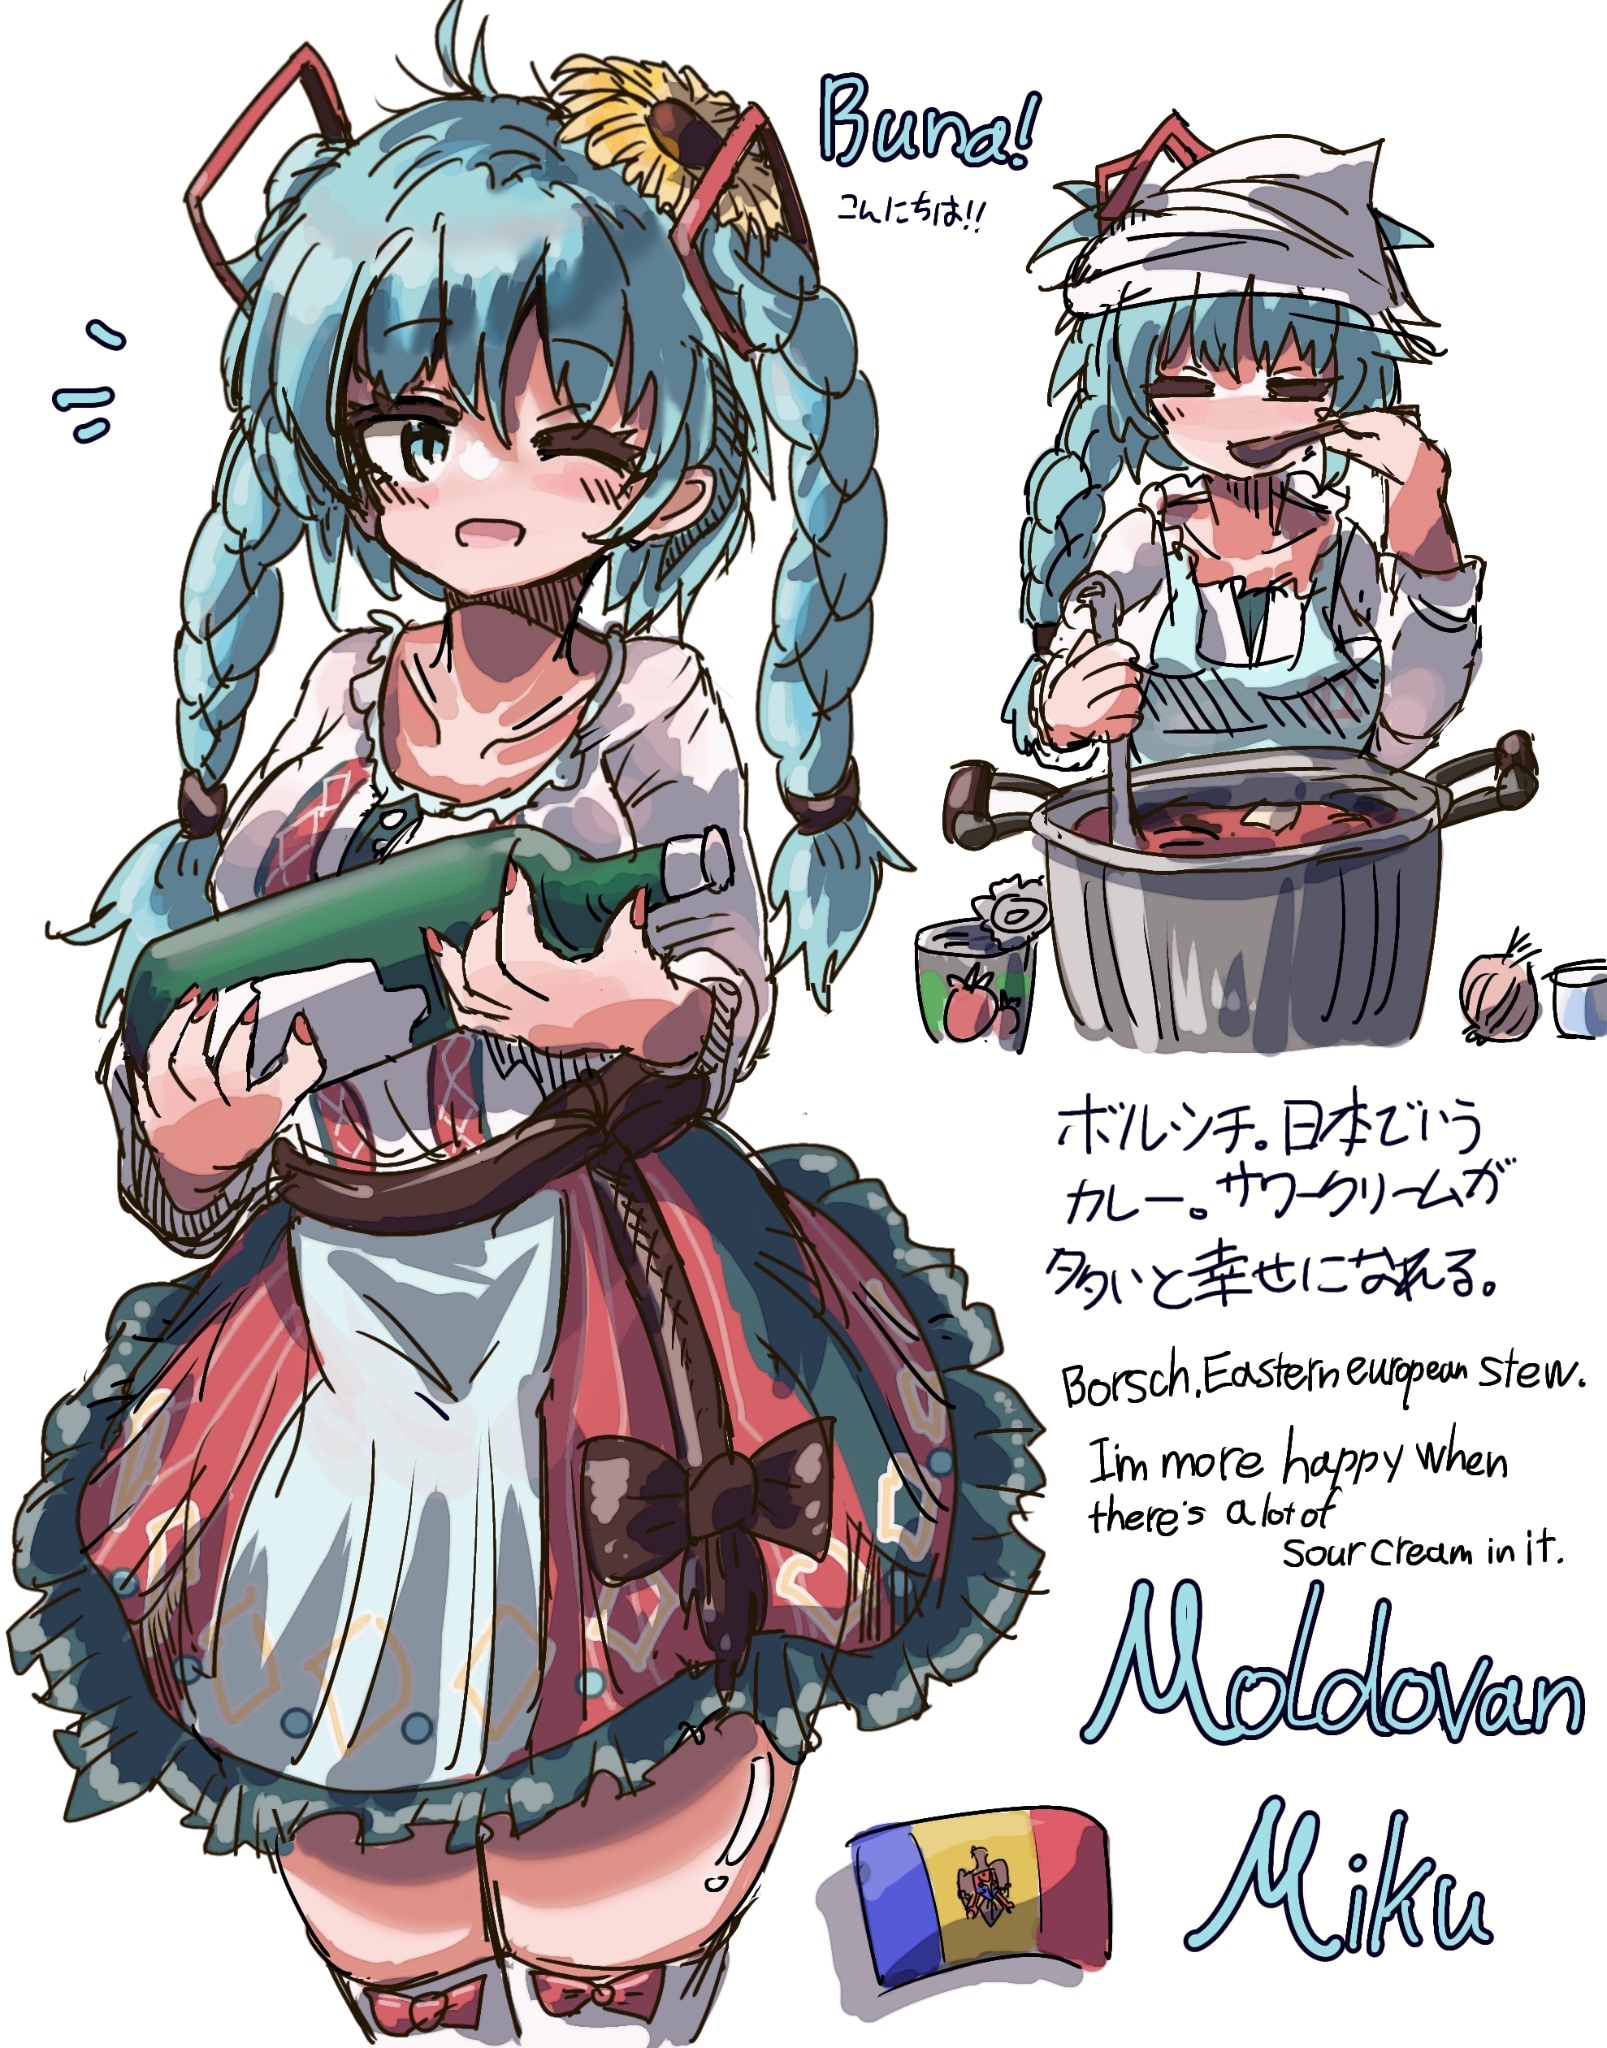 Buna!
こんにちは!!
ボルシチ。日本でいう
カレー。サワークリームが
多いと幸せになれる。
Borsch. Eastern european stew.
I'm more happy when
there's a lot of
sour cream in it.
Moldovan
Miku